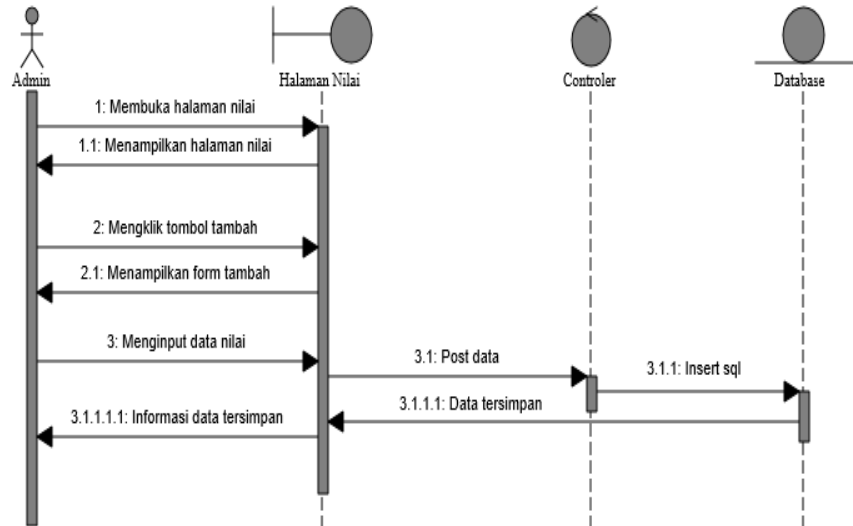 Admin
Halaman Nilai
Controler
Database
1: Membuka halaman nilai
1.1: Menampilkan halaman nilai
2: Mengklik tombol tambah
2.1: Menampilkan form tambah
3: Menginput data nilai
3.1: Post data
3.1.1: Insert sql
3.1.1.1: Data tersimpan
3.1.1.1.1: Informasi data tersimpan